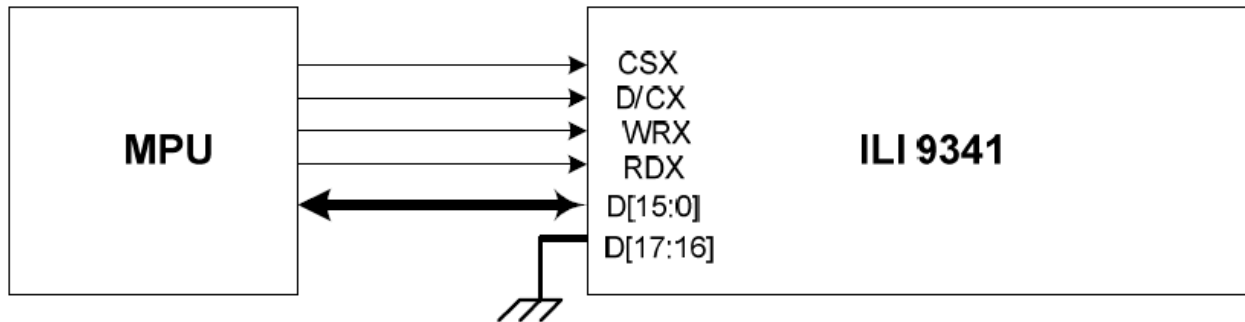 MPU
CSX
D/CX
WRX
RDX
D[15:0]
D[17:16]
ILI 9341